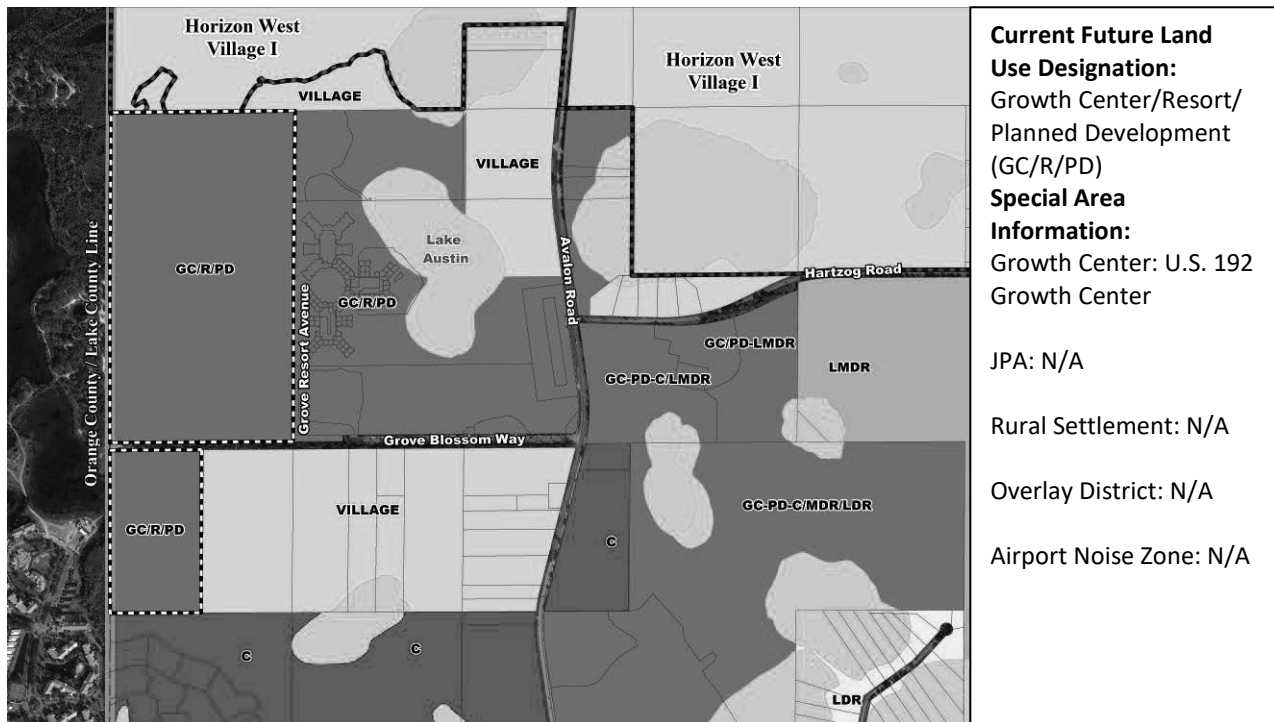 Horizon West
Village I
Horizon West
Village I
VILLAGE
VILLAGE
GC/R/PD
Lake
Austin
GC/R/PD
Grove Resort Avenue
Avalon Road
Hartzog Road
GC/PD-LMDR
GC-PD-C/LMDR
LMDR
Orange County / Lake County Line
Grove Blossom Way
GC/R/PD
VILLAGE
GC-PD-C/MDR/LDR
C
C
C
LDR
Current Future Land
Use Designation:
Growth Center/Resort/
Planned Development
(GC/R/PD)
Special Area
Information:
Growth Center: U.S. 192
Growth Center
JPA: N/A
Rural Settlement: N/A
Overlay District: N/A
Airport Noise Zone: N/A